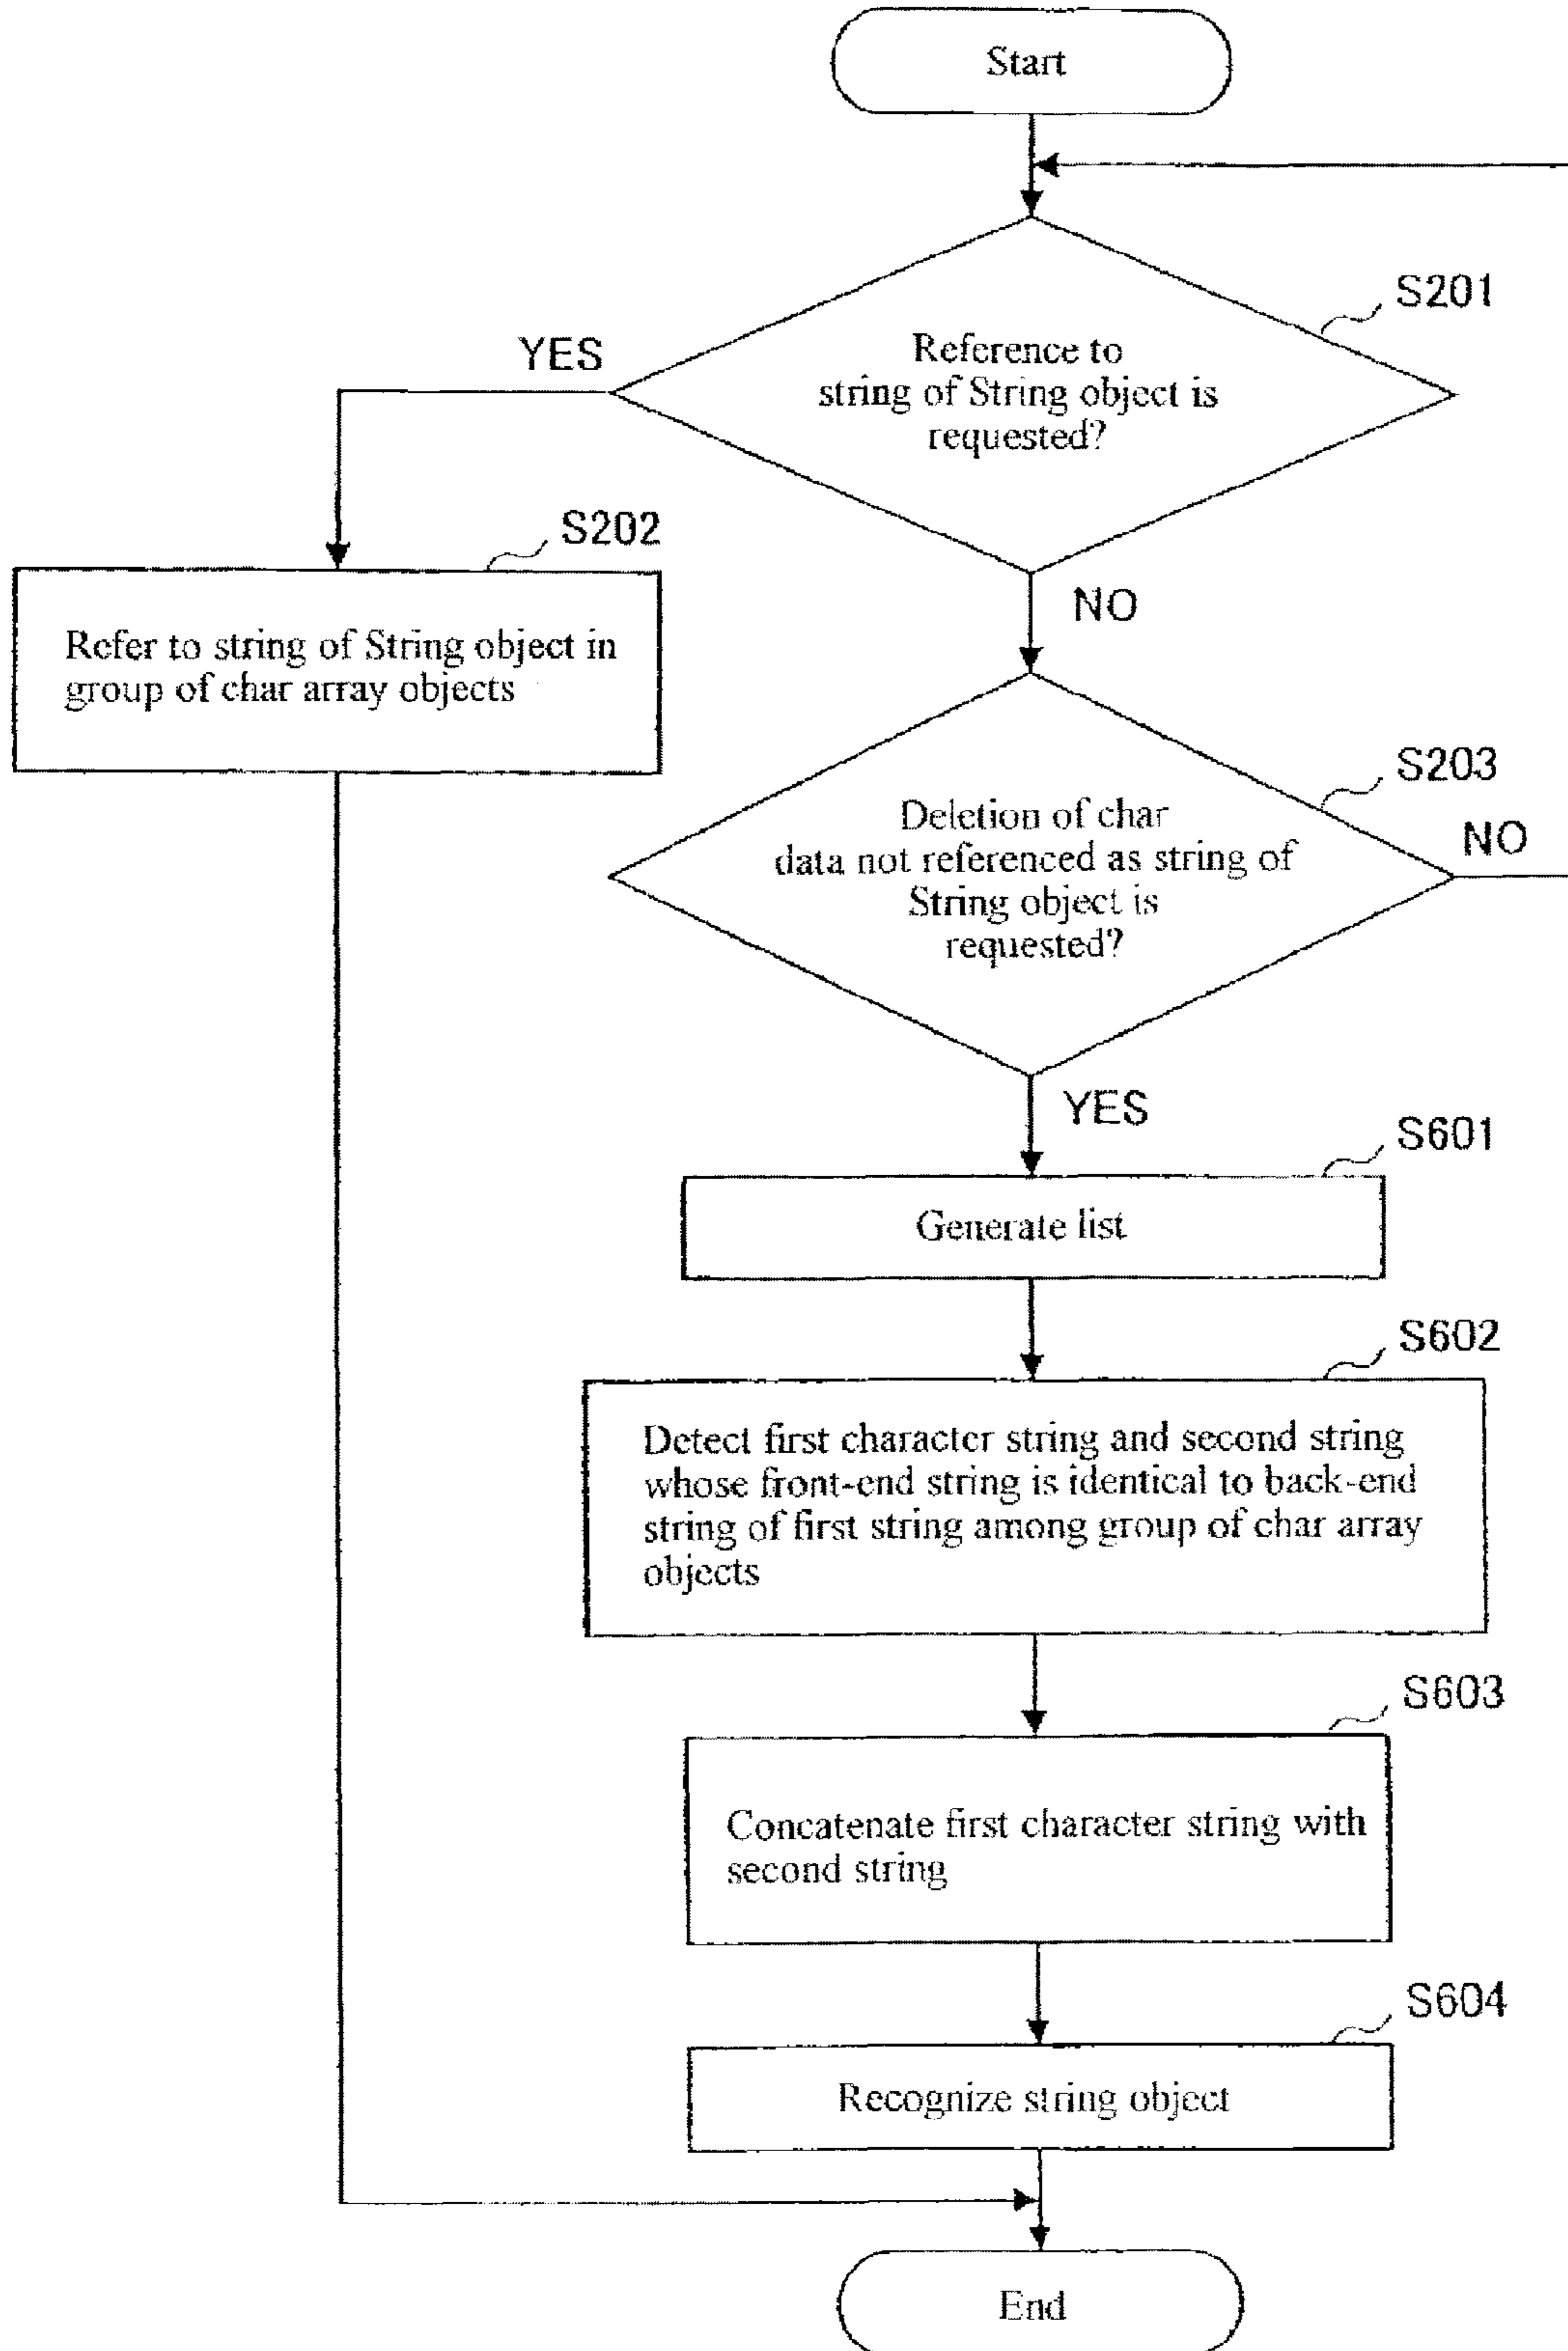 Start
S201
YES
Reference to
string of String object is
requested?
S202
NO
Refer to string of String object in
group of char array objects
S203
Deletion of char
data not referenced as string of
String object is
requested?
NO
YES
S601
Generate list
S602
Detect first character string and second string
whose front-end string is identical to back-end
string of first string among group of char array
objects
S603
Concatenate first character string with
second string
S604
Recognize string object
End